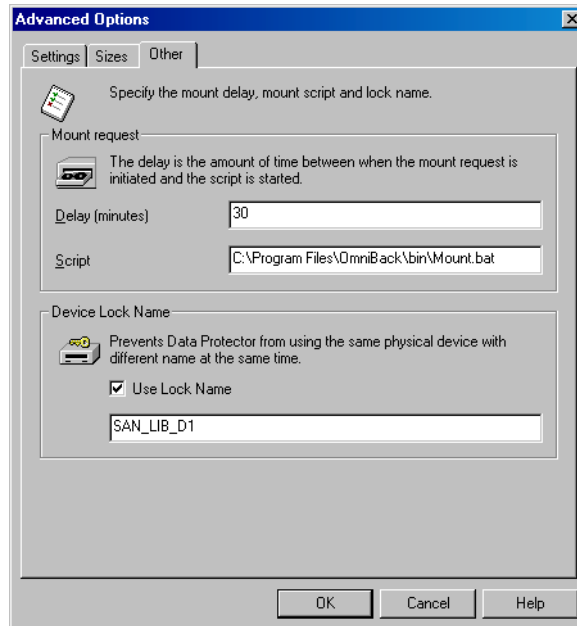 Advanced Options
Settings Sizes Other
Specify the mount delay, mount script and lock name.
Mount request
The delay is the amount of time between when the mount request is
initiated and the script is started.
Delay (minutes) 30
Script C:\Program Files\OmniBack\bin\Mount.bat
Device Lock Name
Prevents Data Protector from using the same physical device with
different name at the same time.
Use Lock Name
SAN_LIB_D1
OK Cancel Help